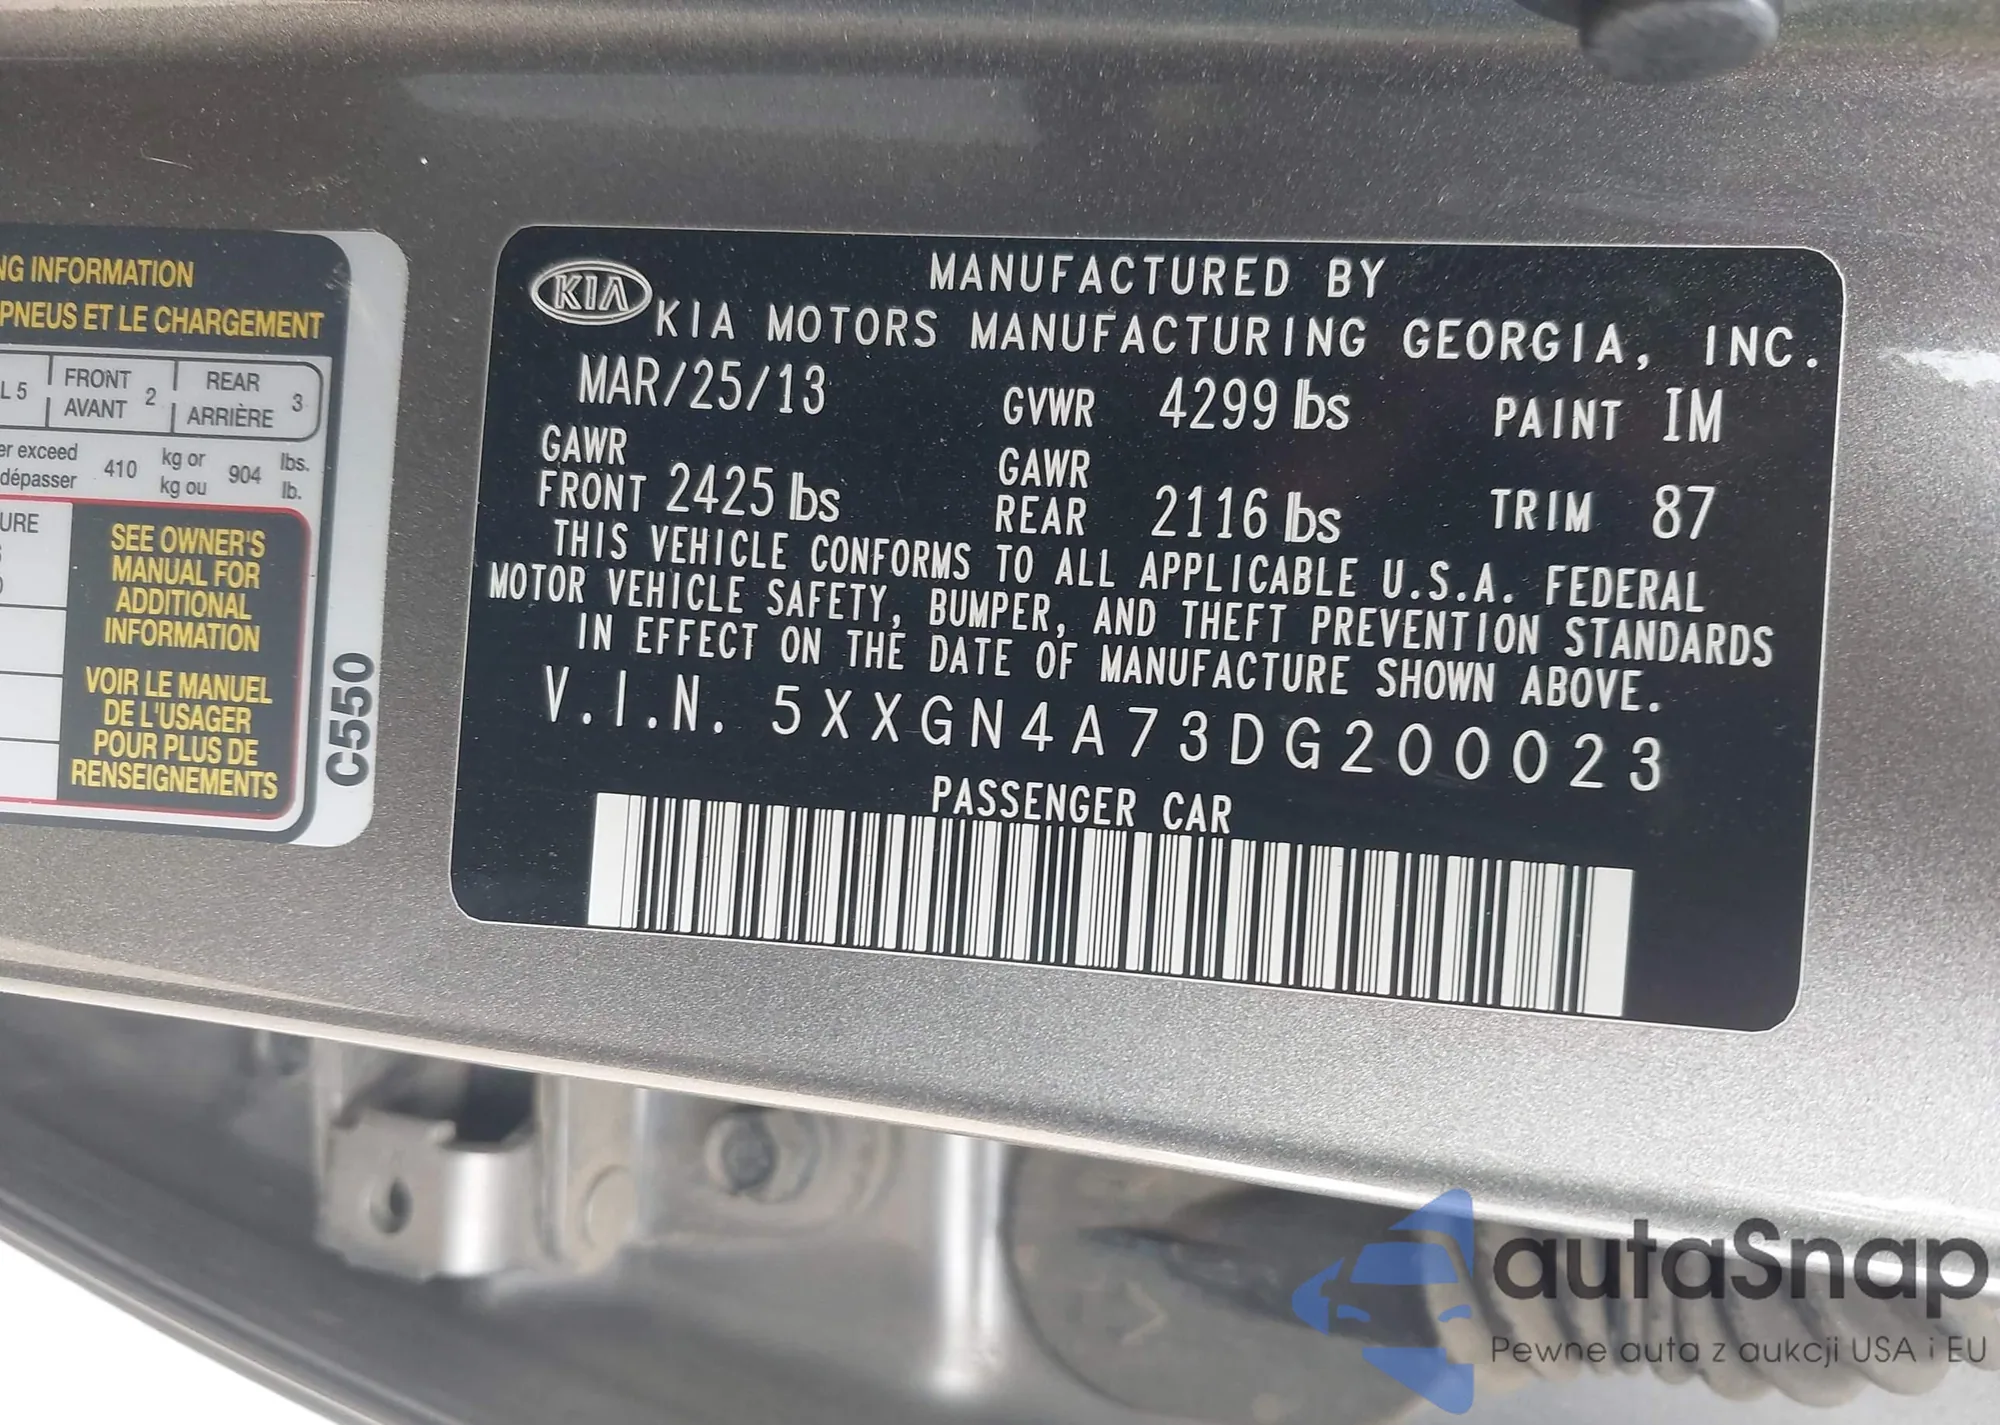 NG INFORMATION
PNEUS ET LE CHARGEMENT
L 5 FRONT AVANT 2 REAR ARRIÈRE 3
er exceed
dépasser 410 kg or kg ou 904 lbs. lb.
URE
SEE OWNER'S
MANUAL FOR
ADDITIONAL
INFORMATION
VOIR LE MANUEL
DE L'USAGER
POUR PLUS DE
RENSEIGNEMENTS
C550
MANUFACTURED BY
KIA KIA MOTORS MANUFACTURING GEORGIA, INC.
MAR/25/13 GVWR 4299 lbs PAINT IM
GAWR FRONT 2425 lbs GAWR REAR 2116 lbs TRIM 87
THIS VEHICLE CONFORMS TO ALL APPLICABLE U.S.A. FEDERAL
MOTOR VEHICLE SAFETY, BUMPER, AND THEFT PREVENTION STANDARDS
IN EFFECT ON THE DATE OF MANUFACTURE SHOWN ABOVE.
V.I.N. 5XXGN4A73DG200023
PASSENGER CAR
autaSnap
Pewne auta z aukcji USA i EU